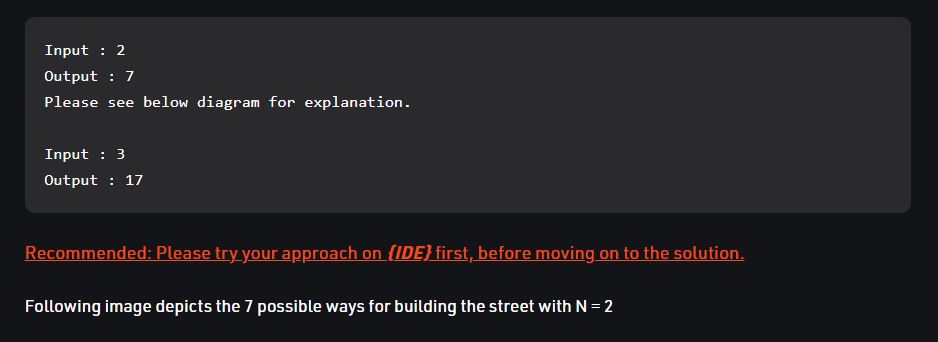 Input : 2
Output : 7
Please see below diagram for explanation.
Input : 3
Output : 17
Recommended: Please try your approach on {IDE} first, before moving on to the solution.
Following image depicts the 7 possible ways for building the street with N = 2